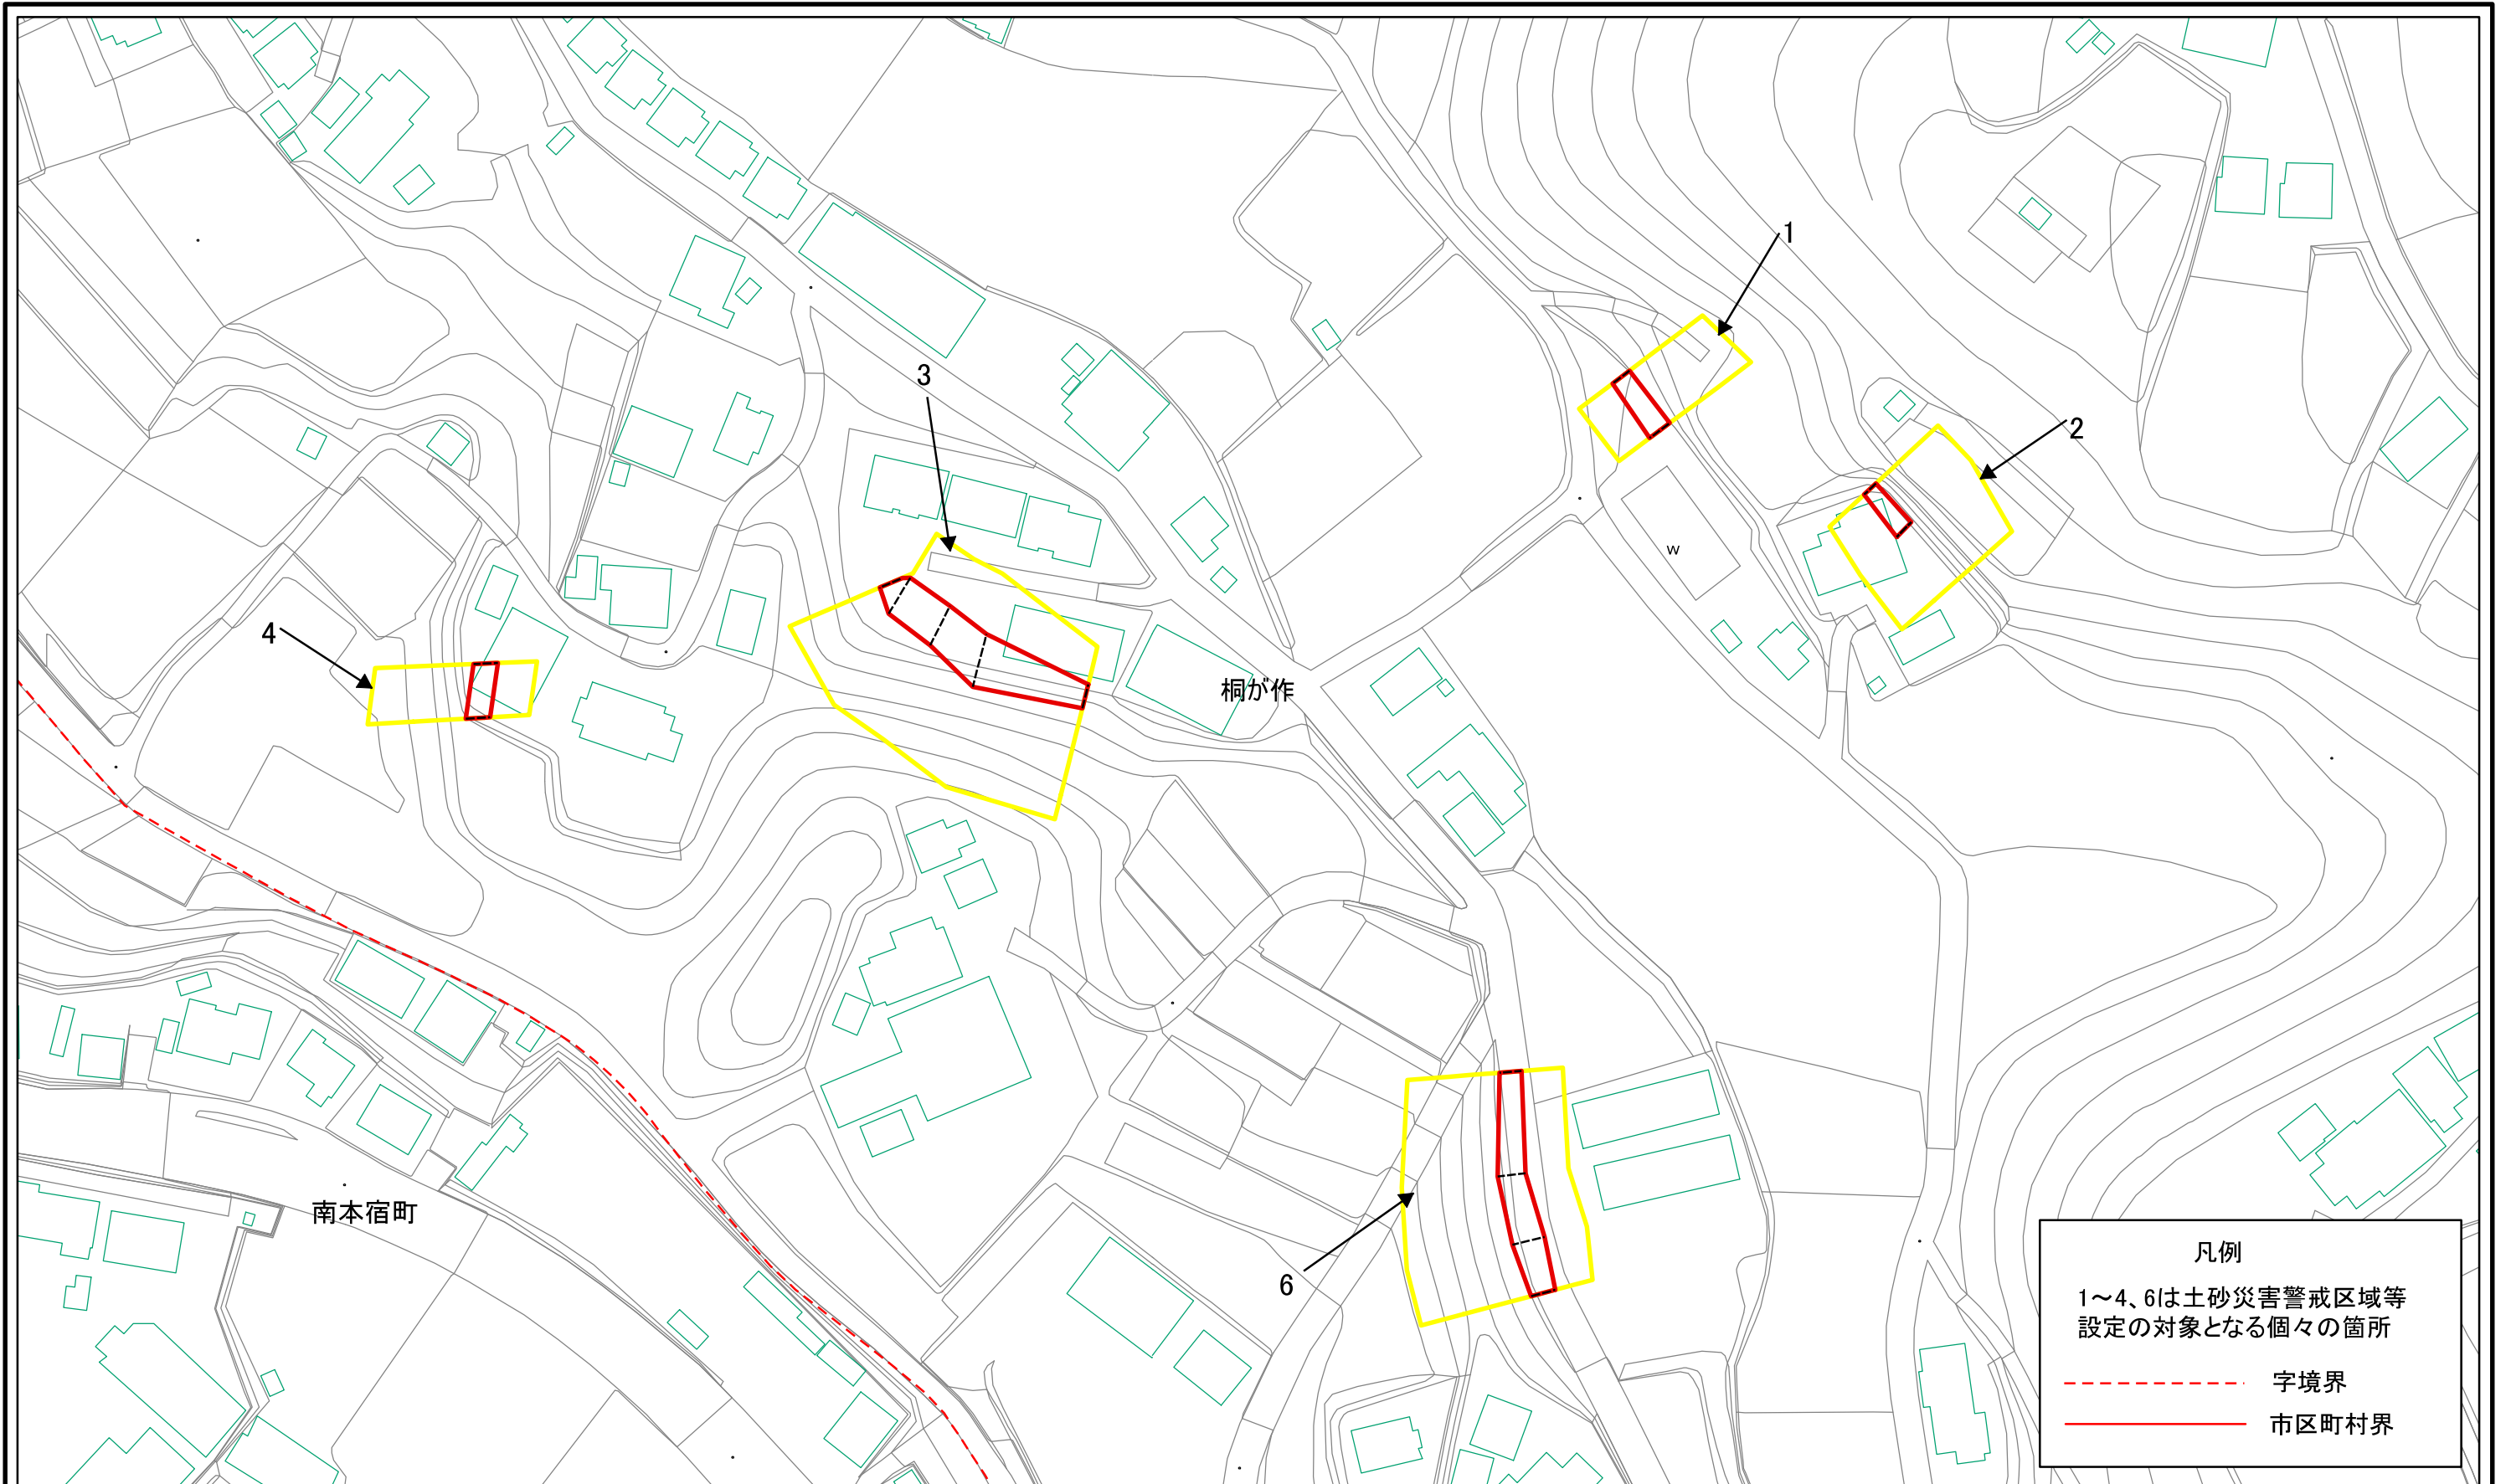 1
2
3
4
w
桐が作
南本宿町
6
凡例
1～4、6は土砂災害警戒区域等
設定の対象となる個々の箇所
字境界
市区町村界